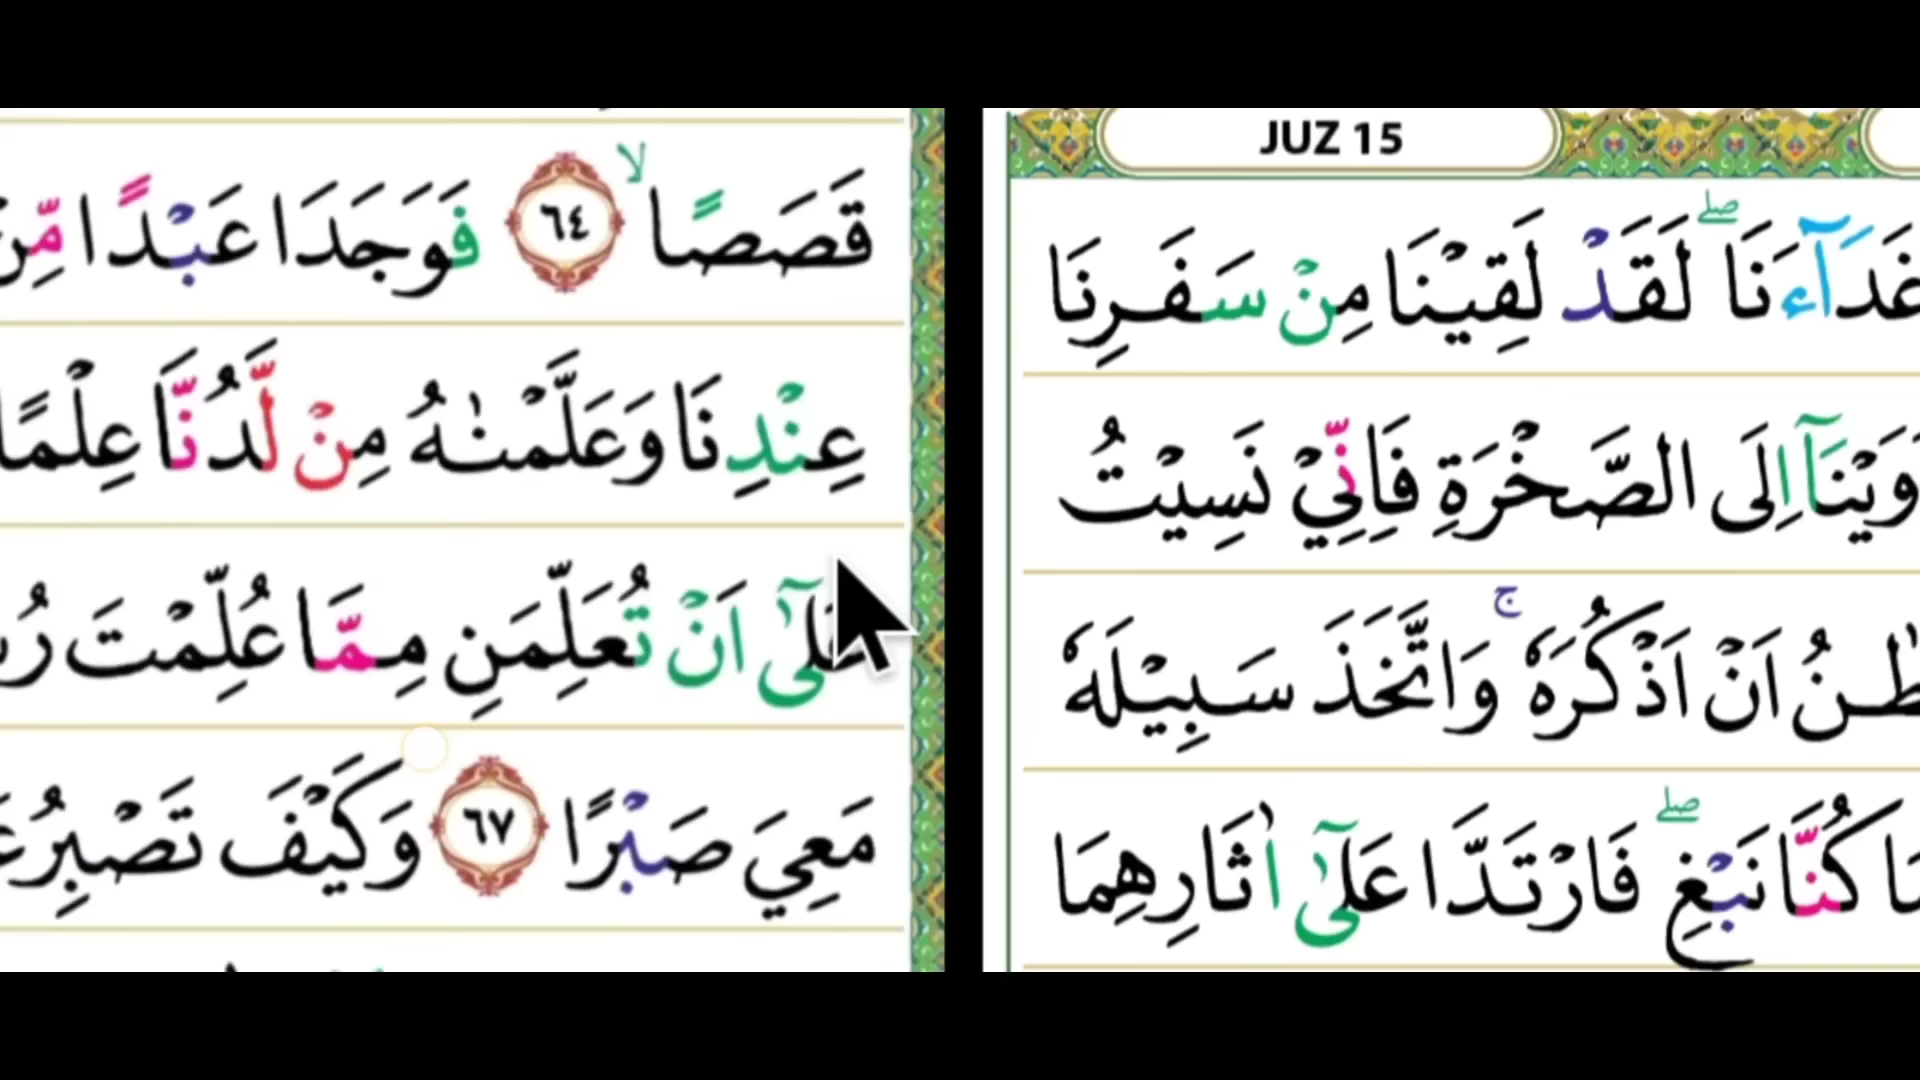 JUZ 15
غَدَآءَنَا ۖ لَقَدْ لَقِيْنَا مِنْ سَفَرِنَا
اِلَى الصَّخْرَةِ فَاِنِّيْ نَسِيْتُ
اَنْ اَذْكُرَهٗ ۚ وَاتَّخَذَ سَبِيْلَهٗ
كُنَّا نَبْغِ ۖ فَارْتَدَّا عَلٰٓى اٰثَارِهِمَا
قَصَصًا ۙ ٦٤ فَوَجَدَا عَبْدًا مِّنْ
عِنْدِنَا وَعَلَّمْنٰهُ مِنْ لَّدُنَّا عِلْمًا
عَلٰٓى اَنْ تُعَلِّمَنِ مِمَّا عُلِّمْتَ
مَعِيَ صَبْرًا ٦٧ وَكَيْفَ تَصْبِرُ